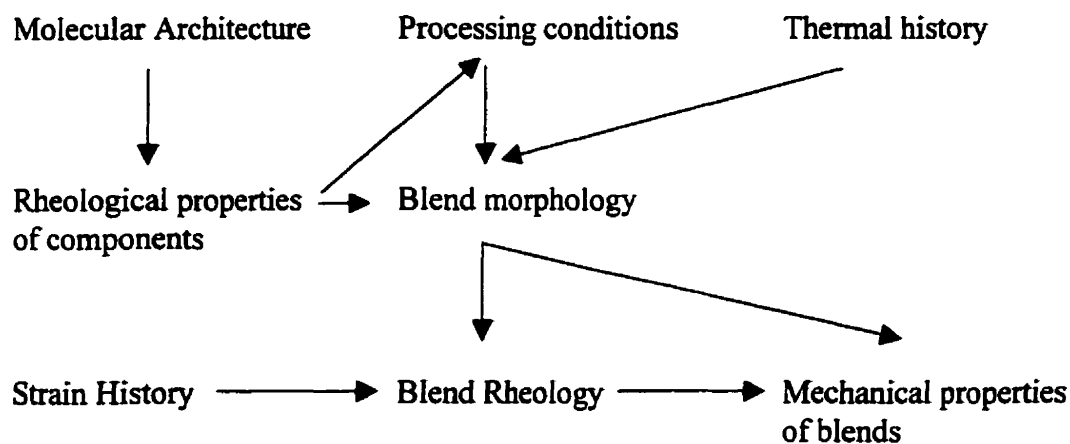 Molecular Architecture
Processing conditions
Thermal history
Rheological properties
of components
Blend morphology
Strain History
Blend Rheology
Mechanical properties
of blends